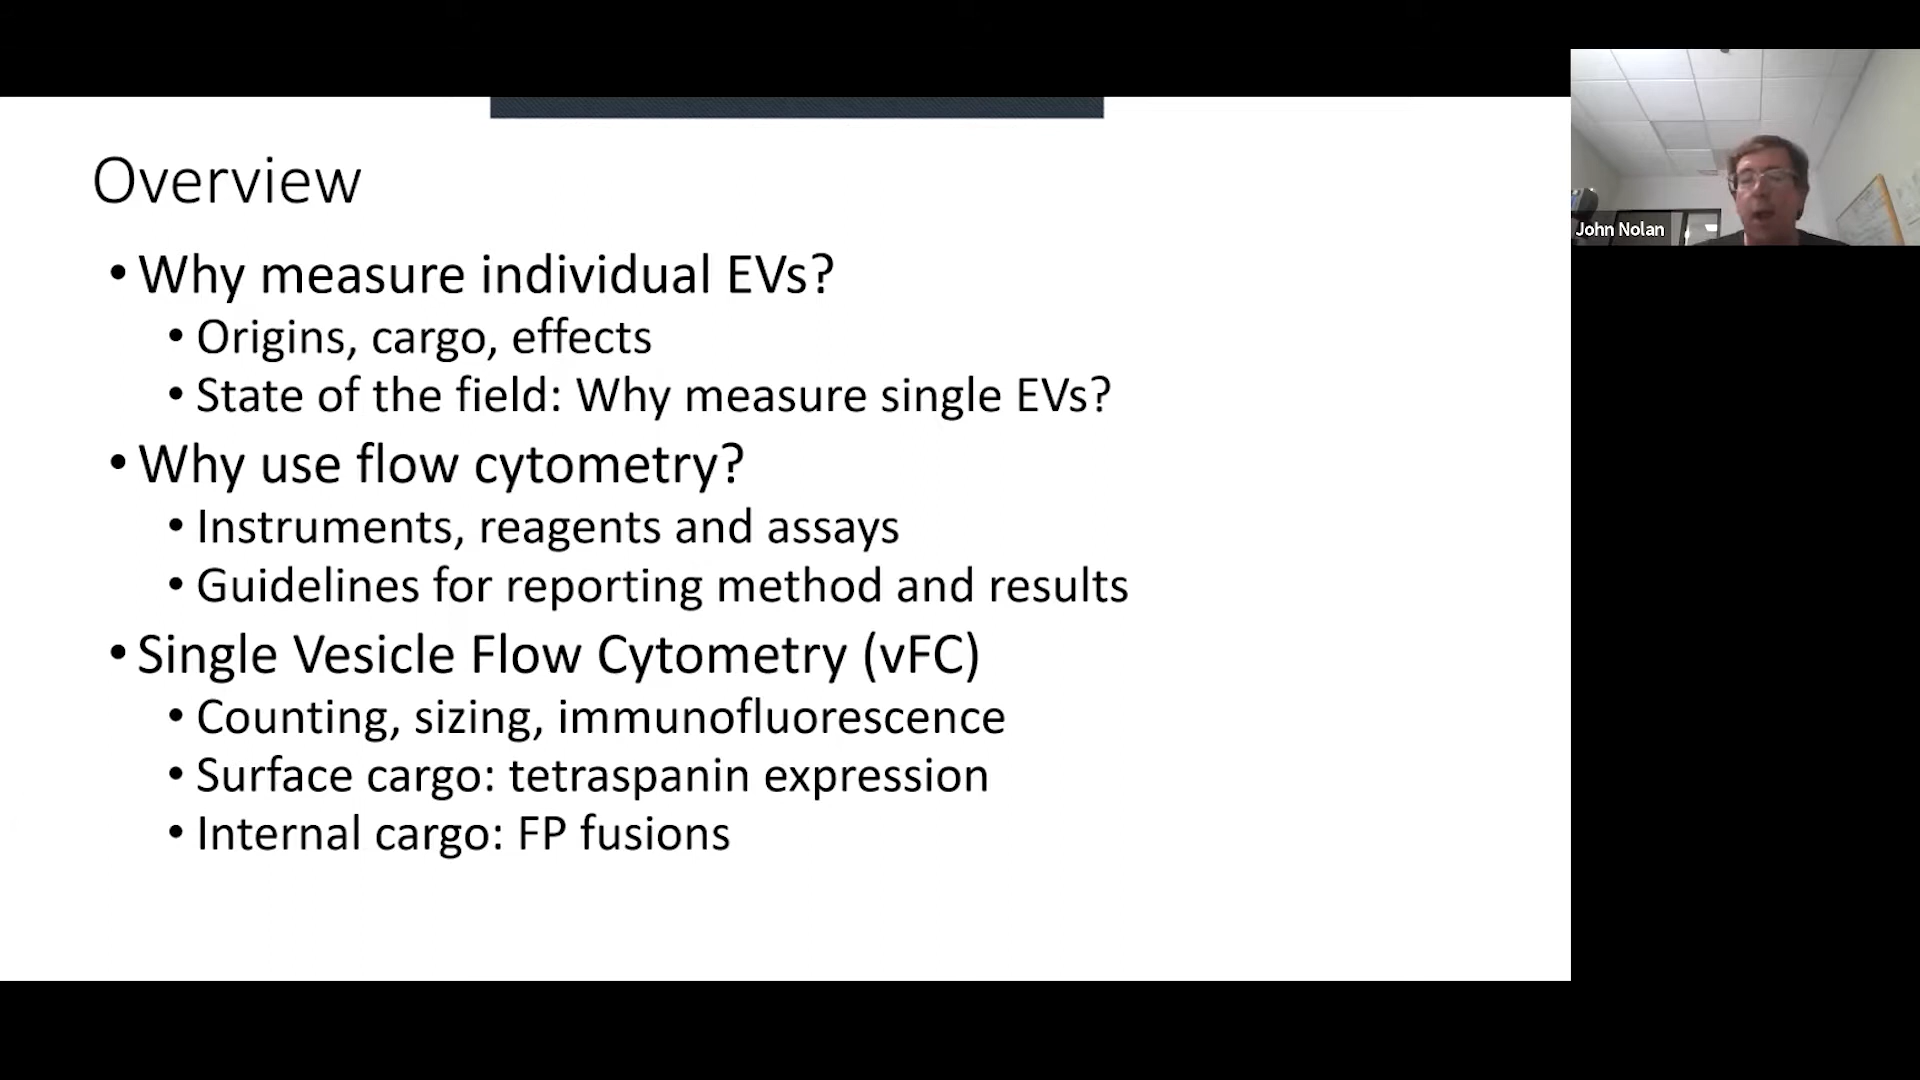 Overview
• Why measure individual EVs?
• Origins, cargo, effects
• State of the field: Why measure single EVs?
• Why use flow cytometry?
• Instruments, reagents and assays
• Guidelines for reporting method and results
• Single Vesicle Flow Cytometry (vFC)
• Counting, sizing, immunofluorescence
• Surface cargo: tetraspanin expression
• Internal cargo: FP fusions
John Nolan